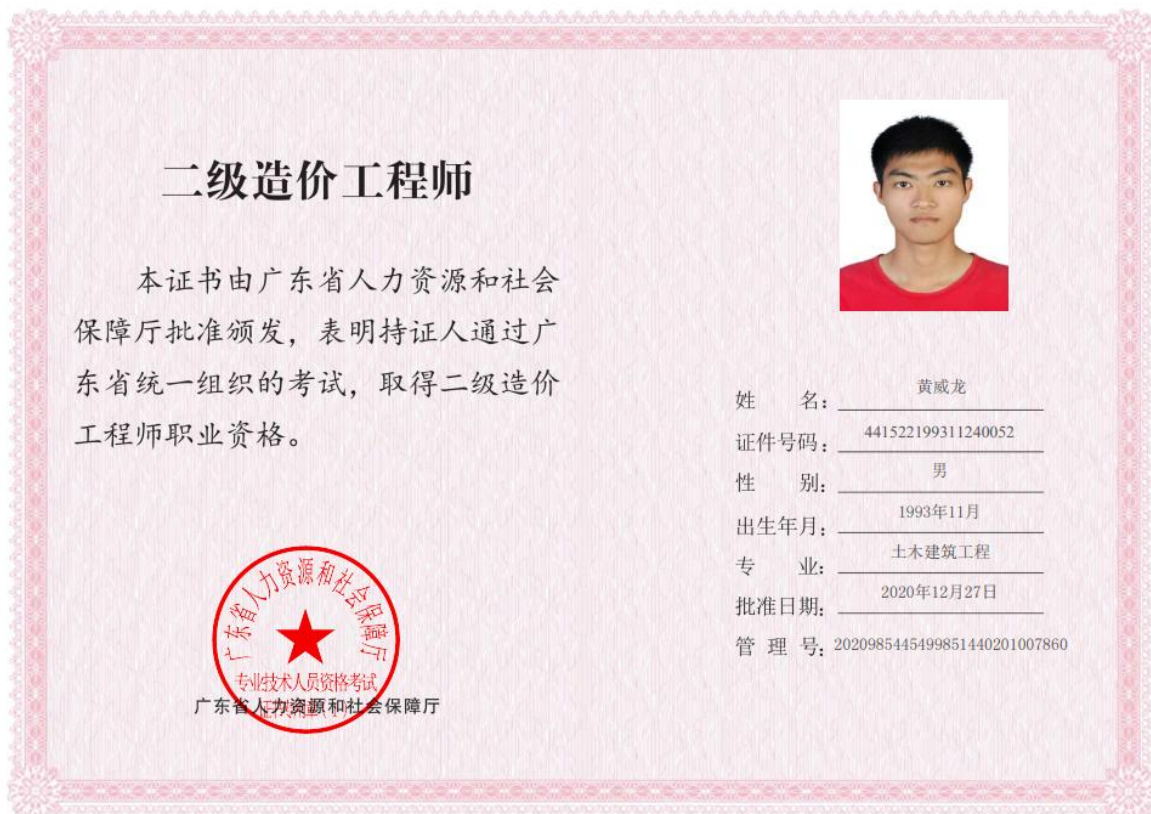 二级造价工程师
本证书由广东省人力资源和社会
保障厅批准颁发，表明持证人通过广
东省统一组织的考试，取得二级造价
工程师职业资格。
广东省人力资源和社会保障厅
专业技术人员资格考试
广东省人力资源和社会保障厅
姓 名：黄威龙
证件号码：441522199311240052
性 别：男
出生年月：1993年11月
专 业：土木建筑工程
批准日期：2020年12月27日
管 理 号：20209854454998514402010​07860